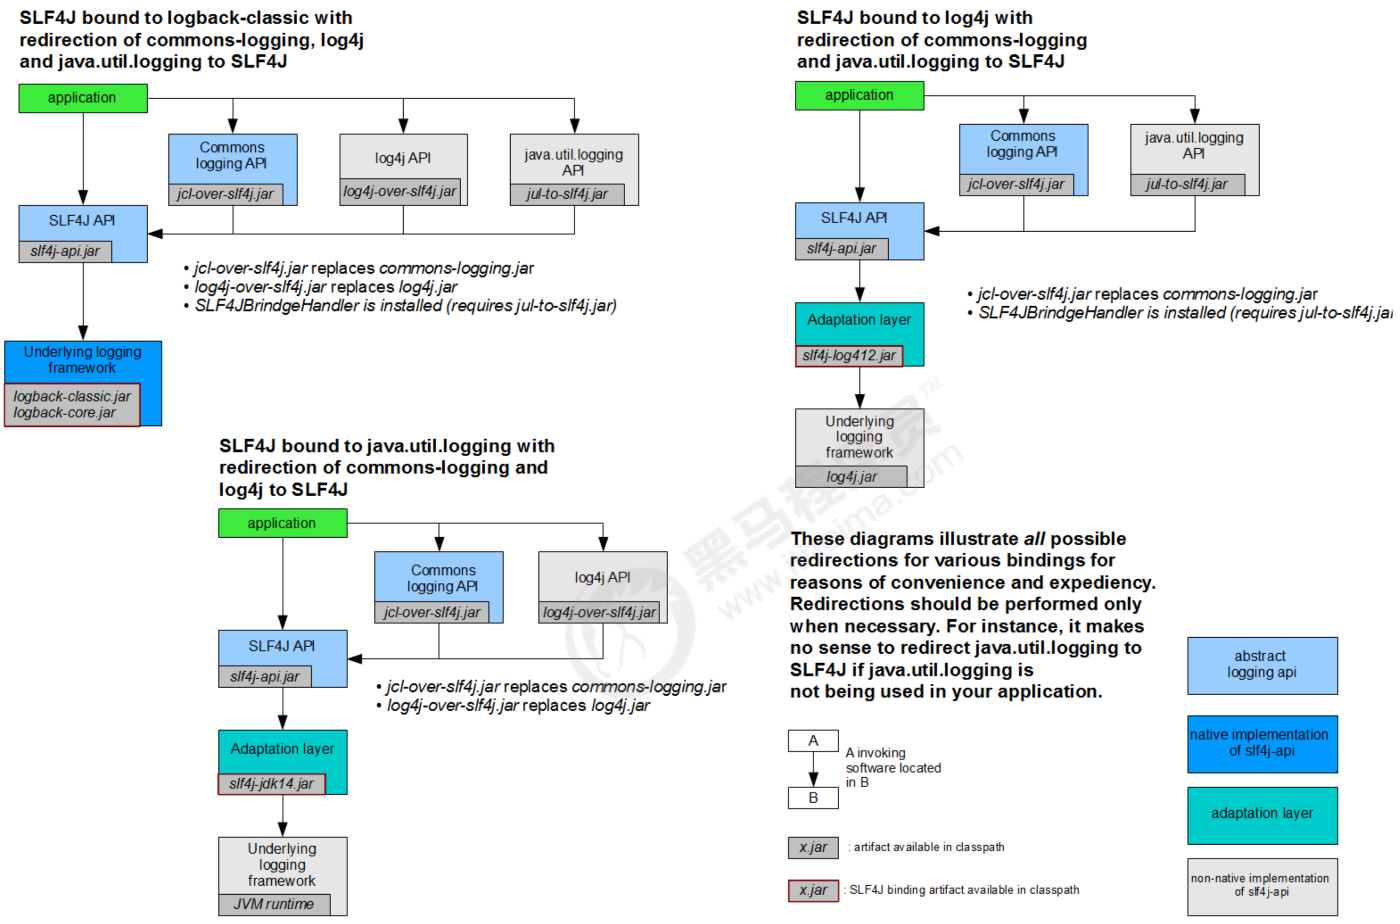 SLF4J bound to logback-classic with
redirection of commons-logging, log4j
and java.util.logging to SLF4J
application
Commons
logging API
jcl-over-slf4j.jar
log4j API
log4j-over-slf4j.jar
java.util.logging
API
jul-to-slf4j.jar
SLF4J API
slf4j-api.jar
• jcl-over-slf4j.jar replaces commons-logging.jar
• log4j-over-slf4j.jar replaces log4j.jar
• SLF4JBrindgeHandler is installed (requires jul-to-slf4j.jar)
Underlying logging
framework
logback-classic.jar
logback-core.jar
SLF4J bound to log4j with
redirection of commons-logging
and java.util.logging to SLF4J
application
Commons
logging API
jcl-over-slf4j.jar
java.util.logging
API
jul-to-slf4j.jar
SLF4J API
slf4j-api.jar
• jcl-over-slf4j.jar replaces commons-logging.jar
• SLF4JBrindgeHandler is installed (requires jul-to-slf4j.jar
Adaptation layer
slf4j-log412.jar
Underlying
logging
framework
log4j.jar
SLF4J bound to java.util.logging with
redirection of commons-logging and
log4j to SLF4J
application
Commons
logging API
jcl-over-slf4j.jar
log4j API
log4j-over-slf4j.jar
SLF4J API
slf4j-api.jar
• jcl-over-slf4j.jar replaces commons-logging.jar
• log4j-over-slf4j.jar replaces log4j.jar
Adaptation layer
slf4j-jdk14.jar
Underlying
logging
framework
JVM runtime
These diagrams illustrate all possible
redirections for various bindings for
reasons of convenience and expediency.
Redirections should be performed only
when necessary. For instance, it makes
no sense to redirect java.util.logging to
SLF4J if java.util.logging is
not being used in your application.
A
A invoking
software located
in B
B
x.jar
: artifact available in classpath
x.jar
: SLF4J binding artifact available in classpath
abstract
logging api
native implementation
of slf4j-api
adaptation layer
non-native implementation
of slf4j-api
黑马程序员™
www.itheima.com